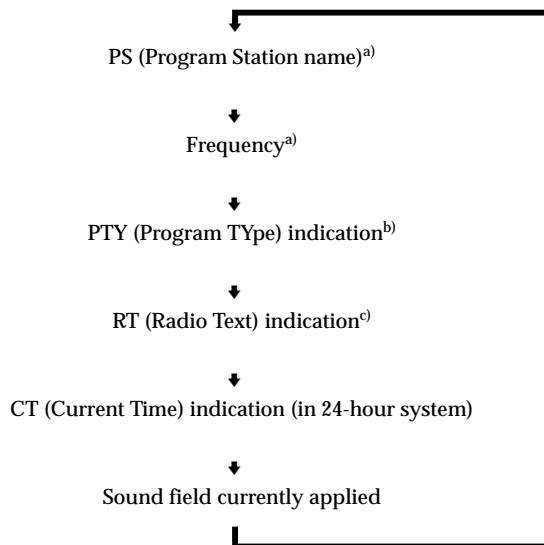 PS (Program Station name)a)
Frequencya)
PTY (Program TYpe) indicationb)
RT (Radio Text) indicationc)
CT (Current Time) indication (in 24-hour system)
Sound field currently applied